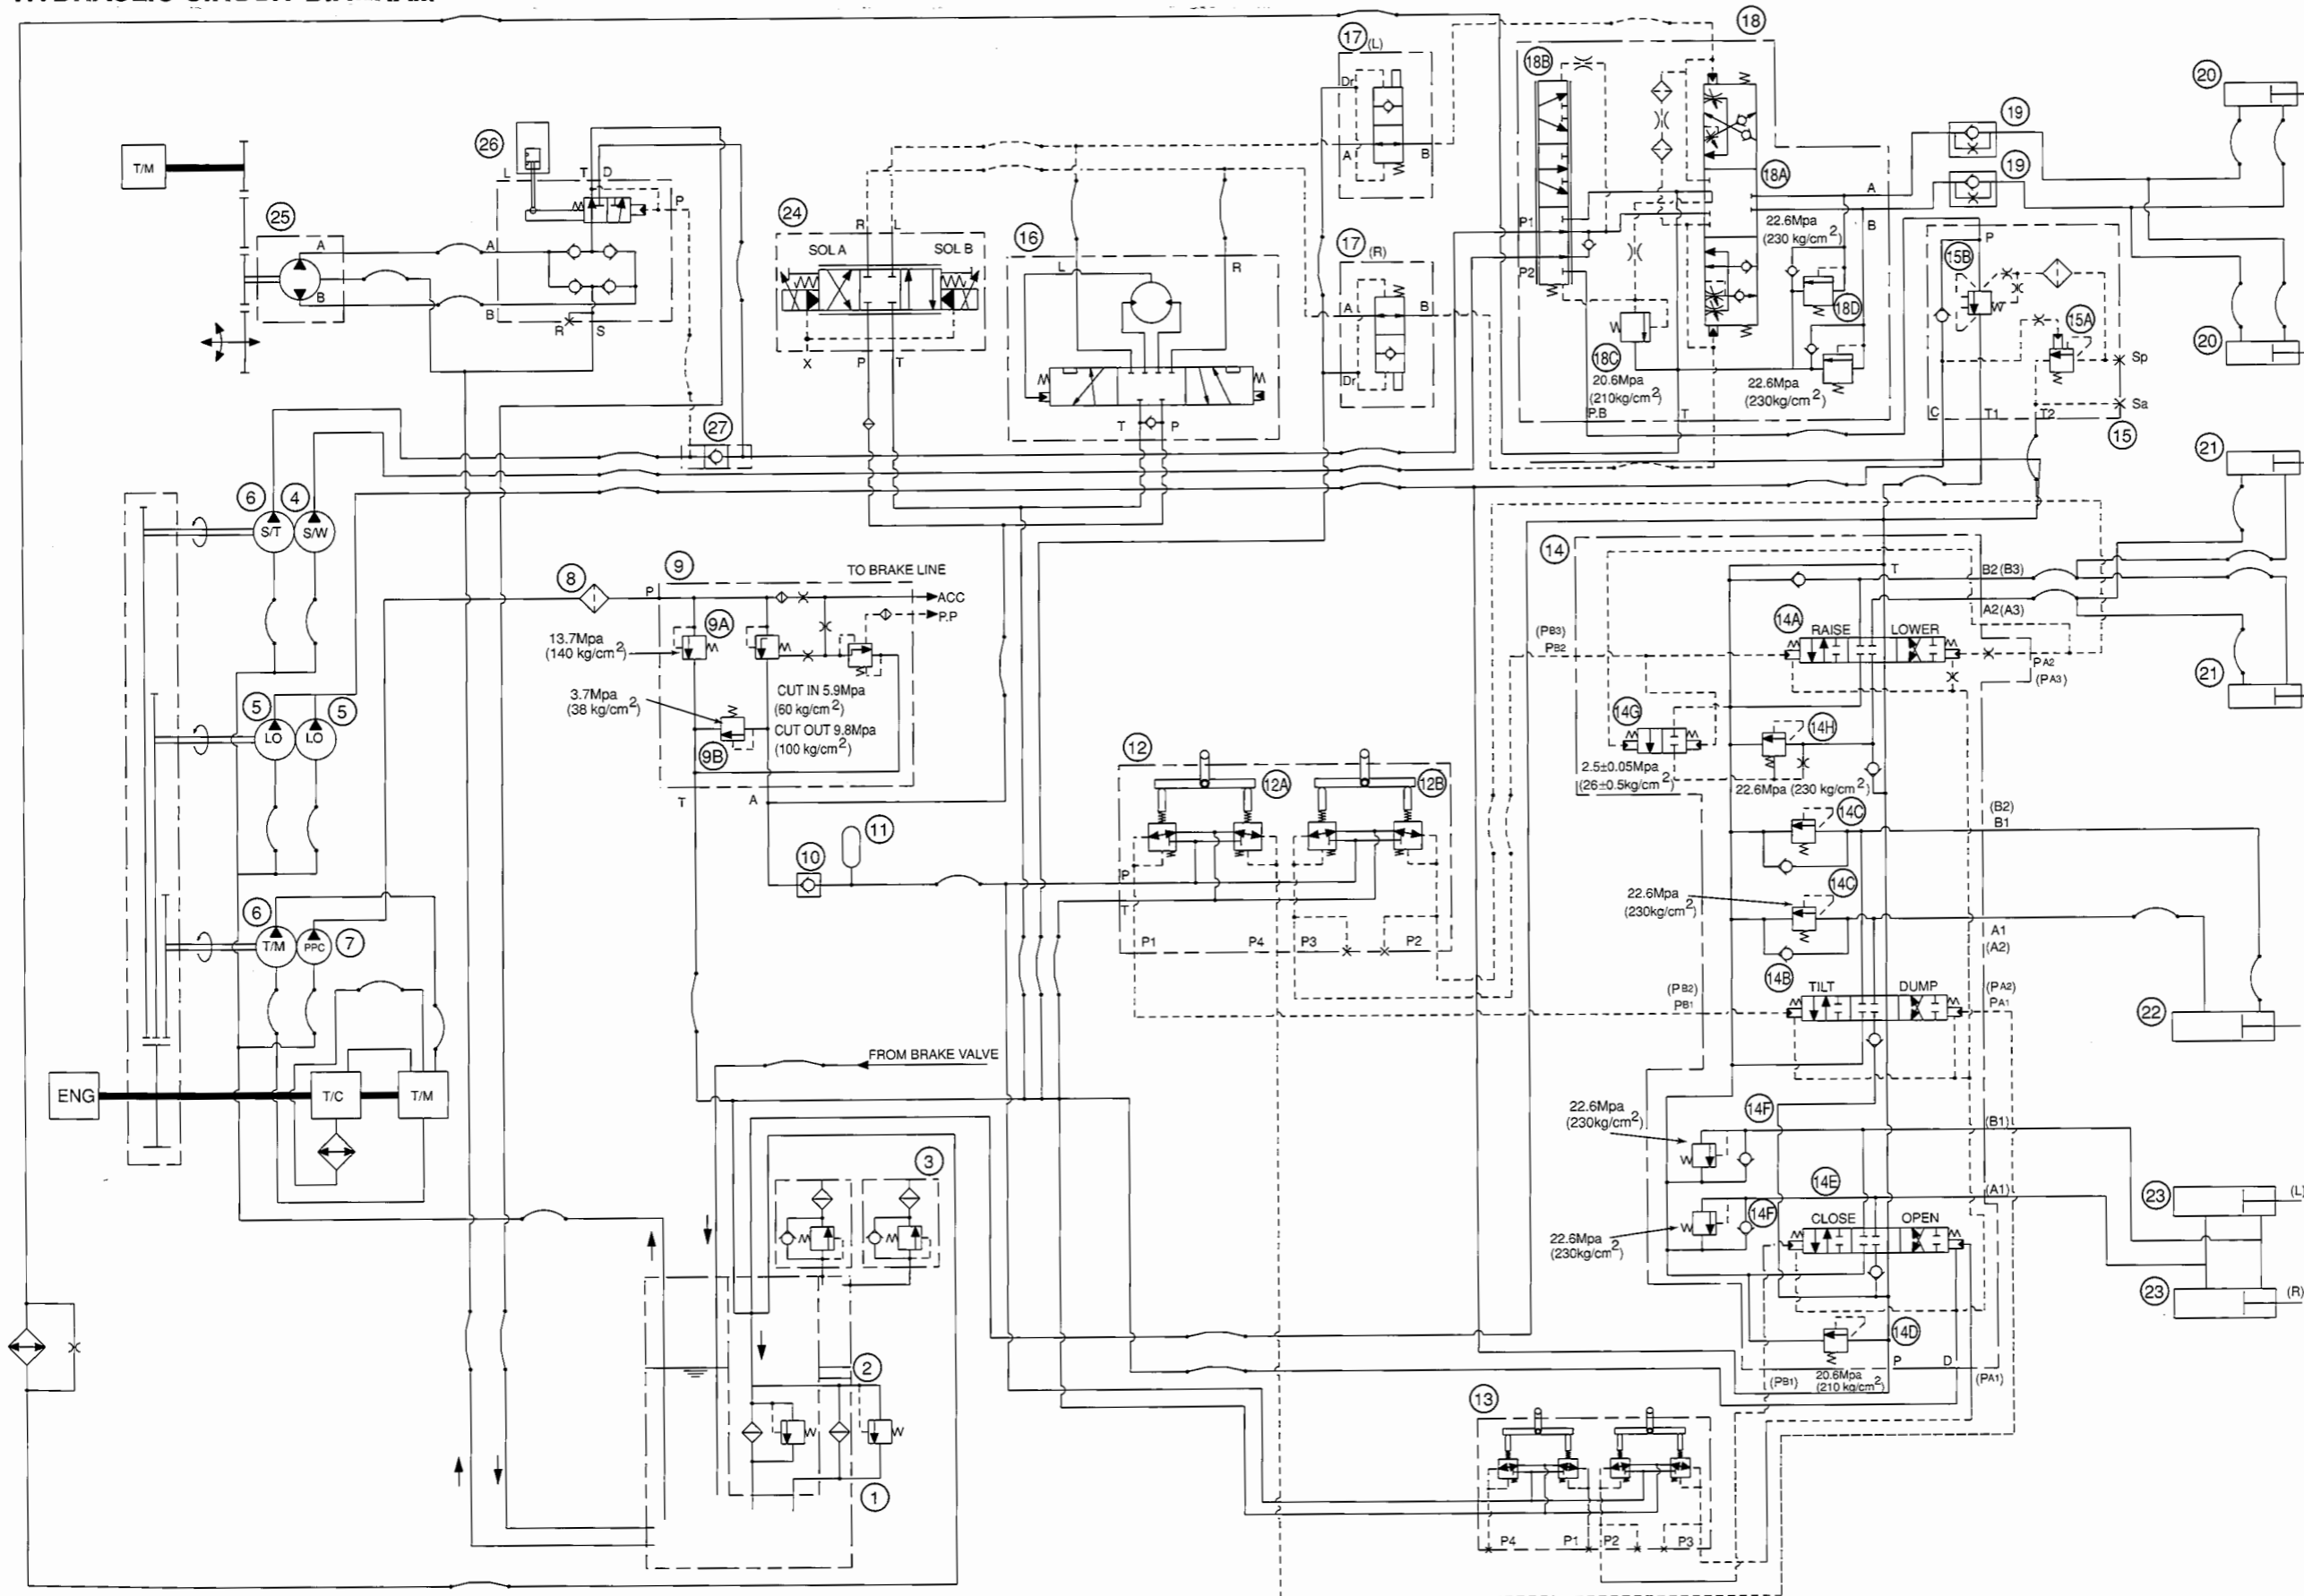 18
17 (L)
18B
20
26
19
T/M
L
T D
P
Dr
A
B
18A
19
25
24
R L
16
17 (R)
P1
A
SOL A
SOL B
22.6Mpa
(230 kg/cm2)
B
P
15B
A
A
L
R
P2
B
B
R
S
A
B
18D
15A
18C
X
P
T
Dr
20.6Mpa
(210kg/cm2)
P.B
22.6Mpa
(230kg/cm2)
T
Sp
20
Sa
C
T1
T2
15
T
P
27
21
6
4
S/T
S/W
14
9
TO BRAKE LINE
8
P
ACC
P.P
T
B2 (B3)
A2(A3)
9A
13.7Mpa
(140 kg/cm2)
14A
RAISE
LOWER
(PB3)
PB2
PA2
(PA3)
21
3.7Mpa
(38 kg/cm2)
CUT IN 5.9Mpa
(60 kg/cm2)
CUT OUT 9.8Mpa
(100 kg/cm2)
9B
5
5
LO
LO
14G
14H
12
12A
12B
2.5±0.05Mpa
(26±0.5kg/cm2)
22.6Mpa (230 kg/cm2)
T
A
14C
(B2)
B1
11
10
P
14C
22.6Mpa
(230kg/cm2)
T
6
T/M
PPC
7
P1
P4
P3
P2
A1
(A2)
14B
TILT
DUMP
(PB2)
PB1
(PA2)
PA1
22
FROM BRAKE VALVE
ENG
T/C
T/M
22.6Mpa
(230kg/cm2)
14F
(B1)
3
14E
(A1)
23
(L)
14F
CLOSE
OPEN
22.6Mpa
(230kg/cm2)
23
(R)
14D
2
P
D
20.6Mpa
(210 kg/cm2)
(PB1)
(PA1)
13
1
P4
P1
P2
P3